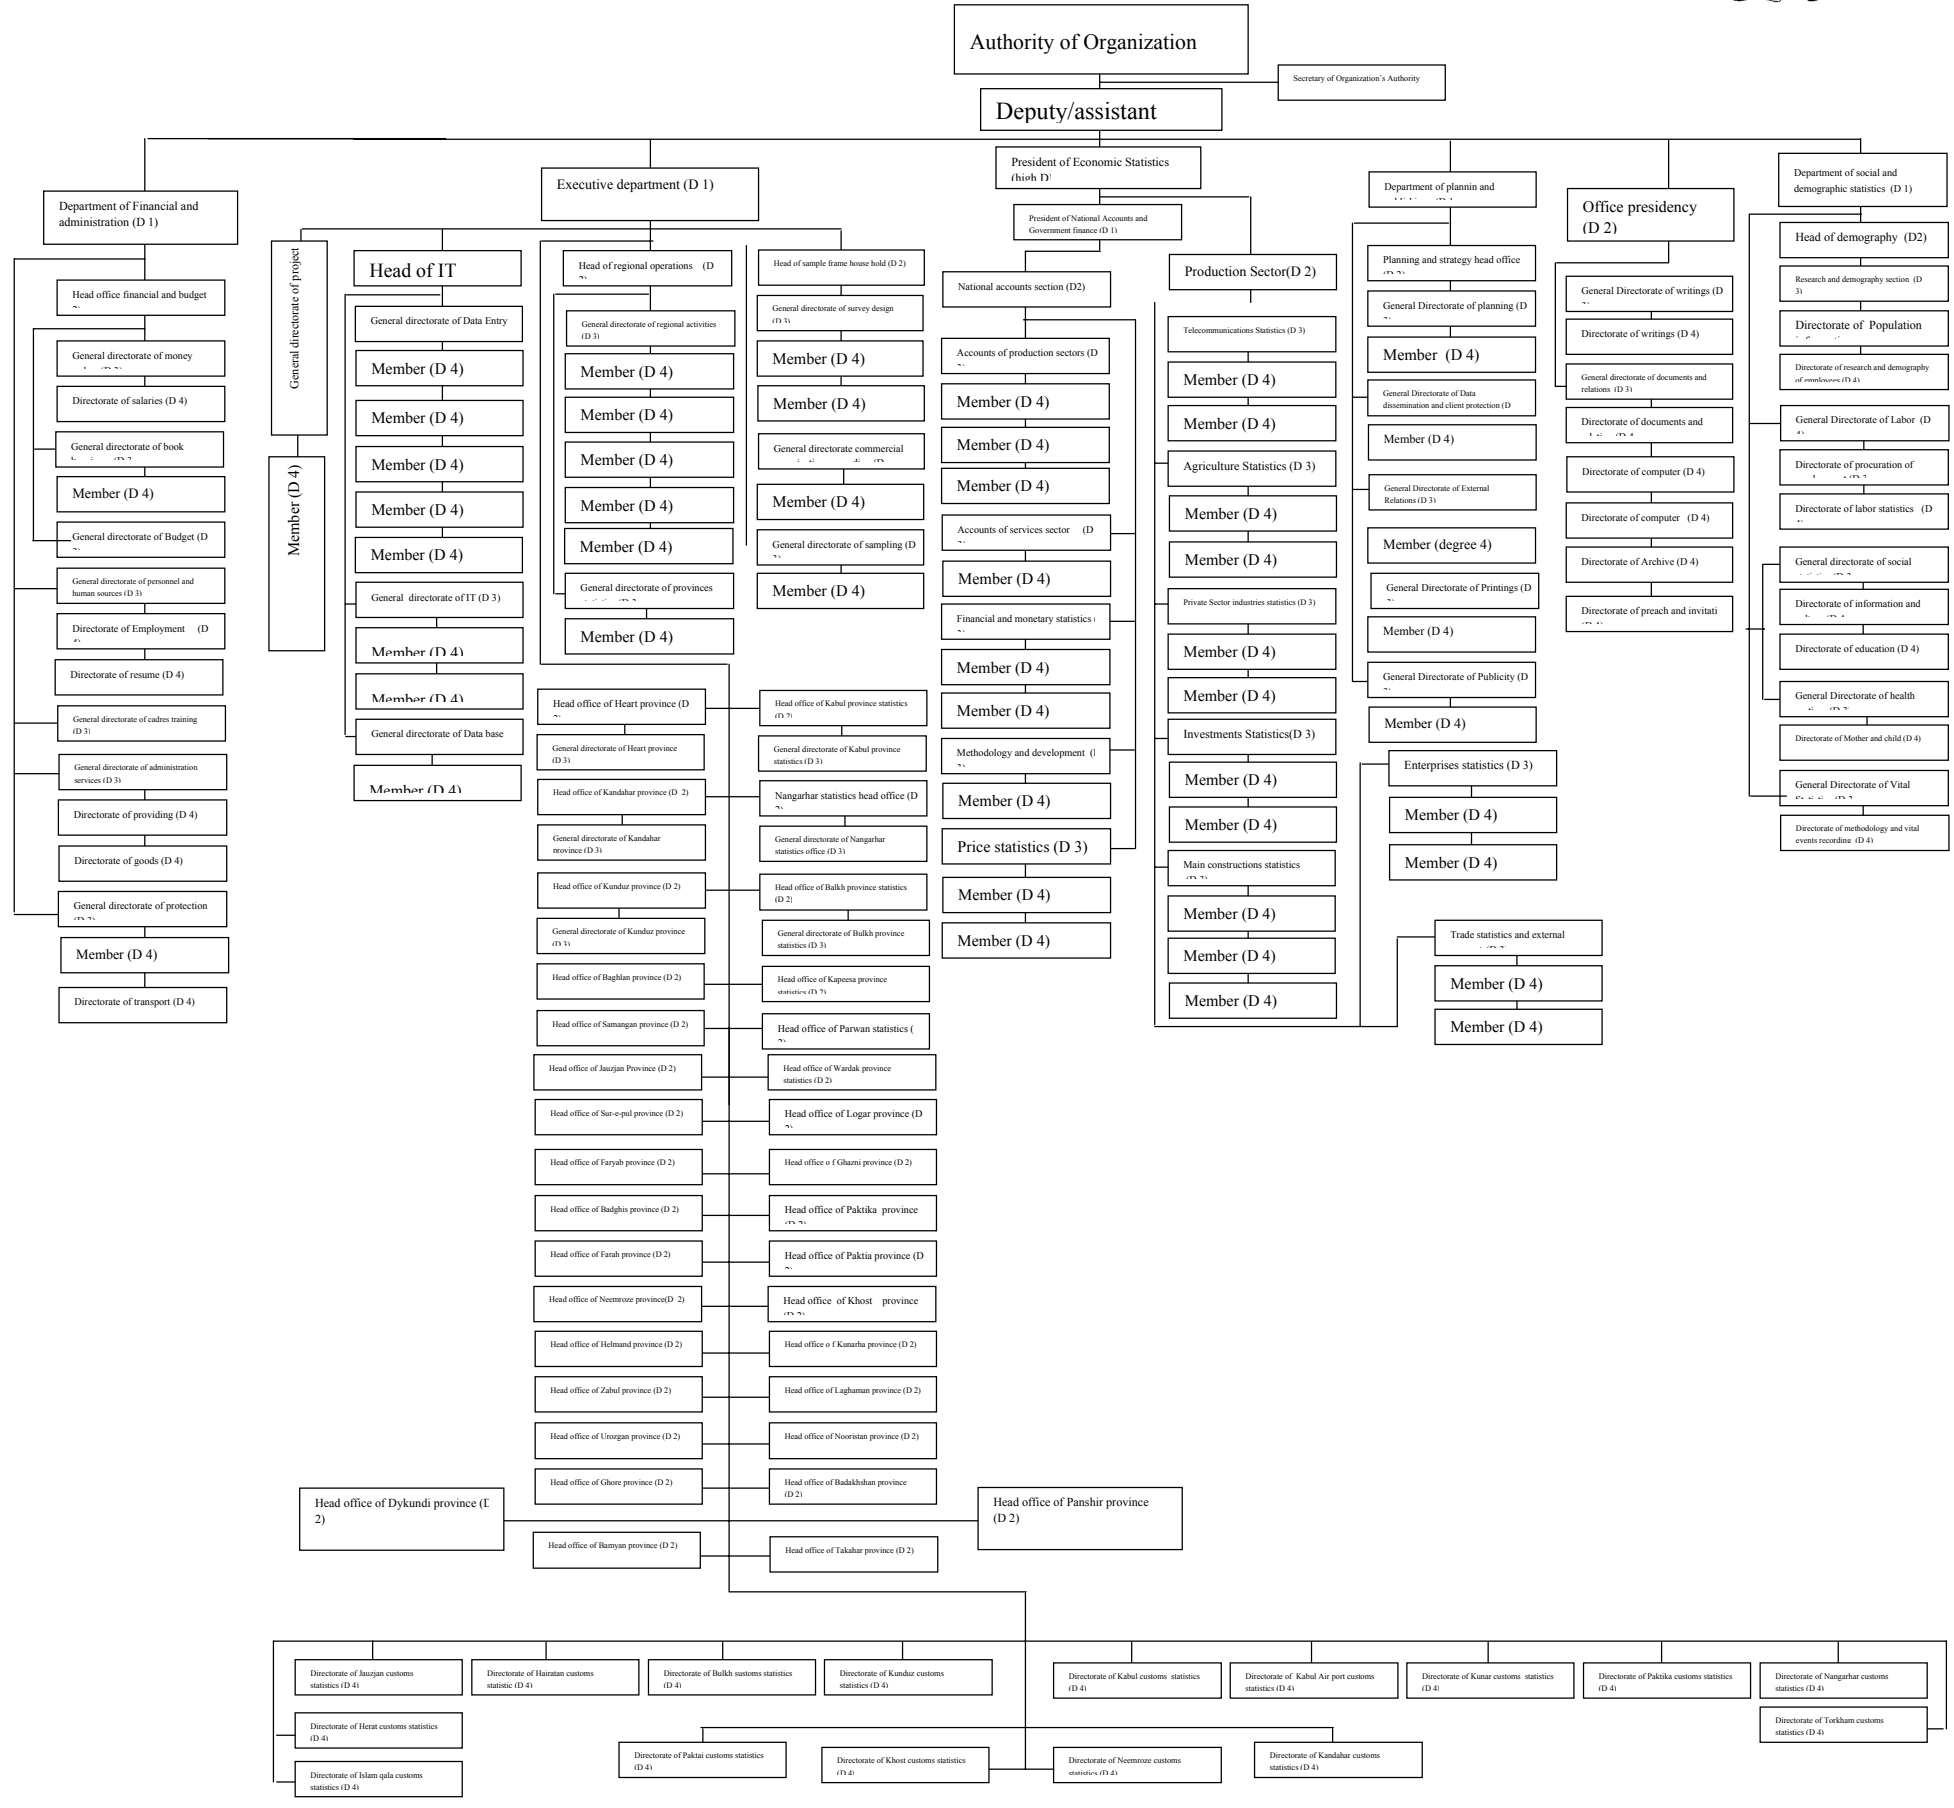 Authority of Organization
Secretary of Organization's Authority
Deputy/assistant
Department of Financial and
administration (D 1)
Head office financial and budget
General directorate of money
Directorate of salaries (D 4)
General directorate of book
Member (D 4)
General directorate of Budget (D
General directorate of personnel and
human sources (D 3)
Directorate of Employment (D
Directorate of resume (D 4)
General directorate of cadres training
(D 3)
General directorate of administration
services (D 3)
Directorate of providing (D 4)
Directorate of goods (D 4)
General directorate of protection
Member (D 4)
Directorate of transport (D 4)
Executive department (D 1)
General directorate of project
Member (D 4)
Head of IT
General directorate of Data Entry
Member (D 4)
Member (D 4)
Member (D 4)
Member (D 4)
Member (D 4)
General directorate of IT (D 3)
Member (D 4)
Member (D 4)
General directorate of Data base
Member (D 4)
Head of regional operations (D
General directorate of regional activities
(D 3)
Member (D 4)
Member (D 4)
Member (D 4)
Member (D 4)
Member (D 4)
General directorate of provinces
Member (D 4)
Head of sample frame house hold (D 2)
General directorate of survey design
(D 3)
Member (D 4)
Member (D 4)
General directorate commercial
Member (D 4)
General directorate of sampling (D
Member (D 4)
Head office of Heart province (D
Head office of Kabul province statistics
(D 2)
General directorate of Heart province
(D 3)
General directorate of Kabul province
statistics (D 3)
Head office of Kandahar province (D 2)
Nangarhar statistics head office (D
General directorate of Kandahar
province (D 3)
General directorate of Nangarhar
statistics office (D 3)
Head office of Kunduz province (D 2)
Head office of Balkh province statistics
(D 2)
General directorate of Kunduz province
(D 3)
General directorate of Bulkh province
statistics (D 3)
Head office of Baghlan province (D 2)
Head office of Kapeesa province
statistics (D 2)
Head office of Samangan province (D 2)
Head office of Parwan statistics (
Head office of Jauzjan Province (D 2)
Head office of Wardak province
statistics (D 2)
Head office of Sur-e-pul province (D 2)
Head office of Logar province (D
Head office of Faryab province (D 2)
Head office o f Ghazni province (D 2)
Head office of Badghis province (D 2)
Head office of Paktika province
Head office of Farah province (D 2)
Head office of Paktia province (D
Head office of Neemroze province(D 2)
Head office of Khost province
Head office of Helmand province (D 2)
Head office o f Kunarha province (D 2)
Head office of Zabul province (D 2)
Head office of Laghaman province (D 2)
Head office of Urozgan province (D 2)
Head office of Nooristan province (D 2)
Head office of Ghore province (D 2)
Head office of Badakhshan province
(D 2)
Head office of Dykundi province (D
2)
Head office of Panshir province
(D 2)
Head office of Bamyan province (D 2)
Head office of Takahar province (D 2)
President of Economic Statistics
(high D)
President of National Accounts and
Government finance (D 1)
National accounts section (D2)
Accounts of production sectors (D
Member (D 4)
Member (D 4)
Member (D 4)
Accounts of services sector (D
Member (D 4)
Financial and monetary statistics (
Member (D 4)
Member (D 4)
Methodology and development (
Member (D 4)
Price statistics (D 3)
Member (D 4)
Member (D 4)
Production Sector(D 2)
Telecommunications Statistics (D 3)
Member (D 4)
Member (D 4)
Agriculture Statistics (D 3)
Member (D 4)
Member (D 4)
Private Sector industries statistics (D 3)
Member (D 4)
Member (D 4)
Investments Statistics(D 3)
Member (D 4)
Member (D 4)
Main constructions statistics
Member (D 4)
Member (D 4)
Member (D 4)
Enterprises statistics (D 3)
Member (D 4)
Member (D 4)
Trade statistics and external
Member (D 4)
Member (D 4)
Department of plannin and
Planning and strategy head office
General Directorate of planning (D
Member (D 4)
General Directorate of Data
dissemination and client protection (D
Member (D 4)
General Directorate of External
Relations (D 3)
Member (degree 4)
General Directorate of Printings (D
Member (D 4)
General Directorate of Publicity (D
Member (D 4)
Office presidency
(D 2)
General Directorate of writings (D
Directorate of writings (D 4)
General directorate of documents and
relations (D 3)
Directorate of documents and
Directorate of computer (D 4)
Directorate of computer (D 4)
Directorate of Archive (D 4)
Directorate of preach and invitati
Department of social and
demographic statistics (D 1)
Head of demography (D2)
Research and demography section (D
3)
Directorate of Population
Directorate of research and demography
of employees (D 4)
General Directorate of Labor (D
Directorate of procuration of
Directorate of labor statistics (D
General directorate of social
Directorate of information and
Directorate of education (D 4)
General Directorate of health
Directorate of Mother and child (D 4)
General Directorate of Vital
Directorate of methodology and vital
events recording (D 4)
Directorate of Jauzjan customs
statistics (D 4)
Directorate of Hairatan customs
statistic (D 4)
Directorate of Bulkh sustoms statistics
(D 4)
Directorate of Kunduz customs
statistics (D 4)
Directorate of Kabul customs statistics
(D 4)
Directorate of Kabul Air port customs
statistics (D 4)
Directorate of Kunar customs statistics
(D 4)
Directorate of Paktika customs statistics
(D 4)
Directorate of Nangarhar customs
statistics (D 4)
Directorate of Herat customs statistics
(D 4)
Directorate of Torkham customs
statistics (D 4)
Directorate of Paktai customs statistics
(D 4)
Directorate of Khost customs statistics
(D 4)
Directorate of Neemroze customs
statistics (D 4)
Directorate of Kandahar customs
statistics (D 4)
Directorate of Islam qala customs
statistics (D 4)